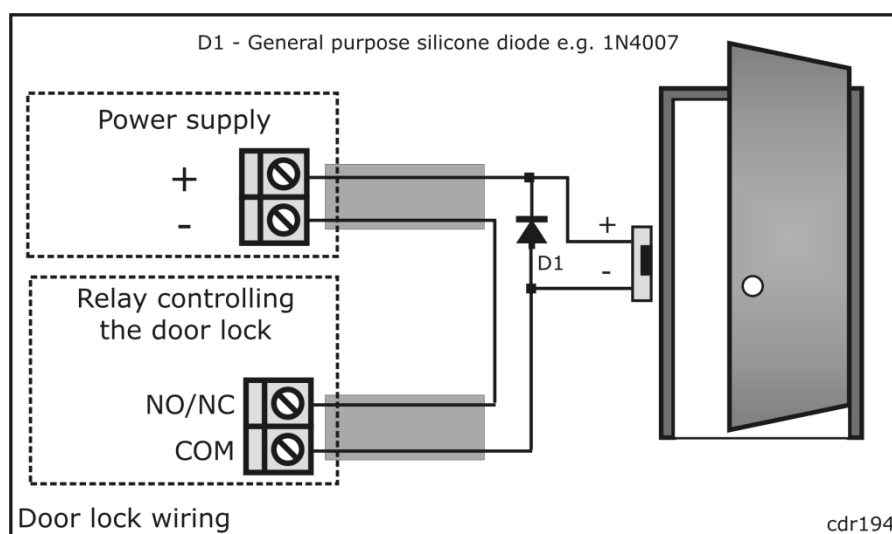 D1 - General purpose silicone diode e.g. 1N4007
Power supply
+
-
+
-
D1
Relay controlling
the door lock
NO/NC
COM
Door lock wiring
cdr194